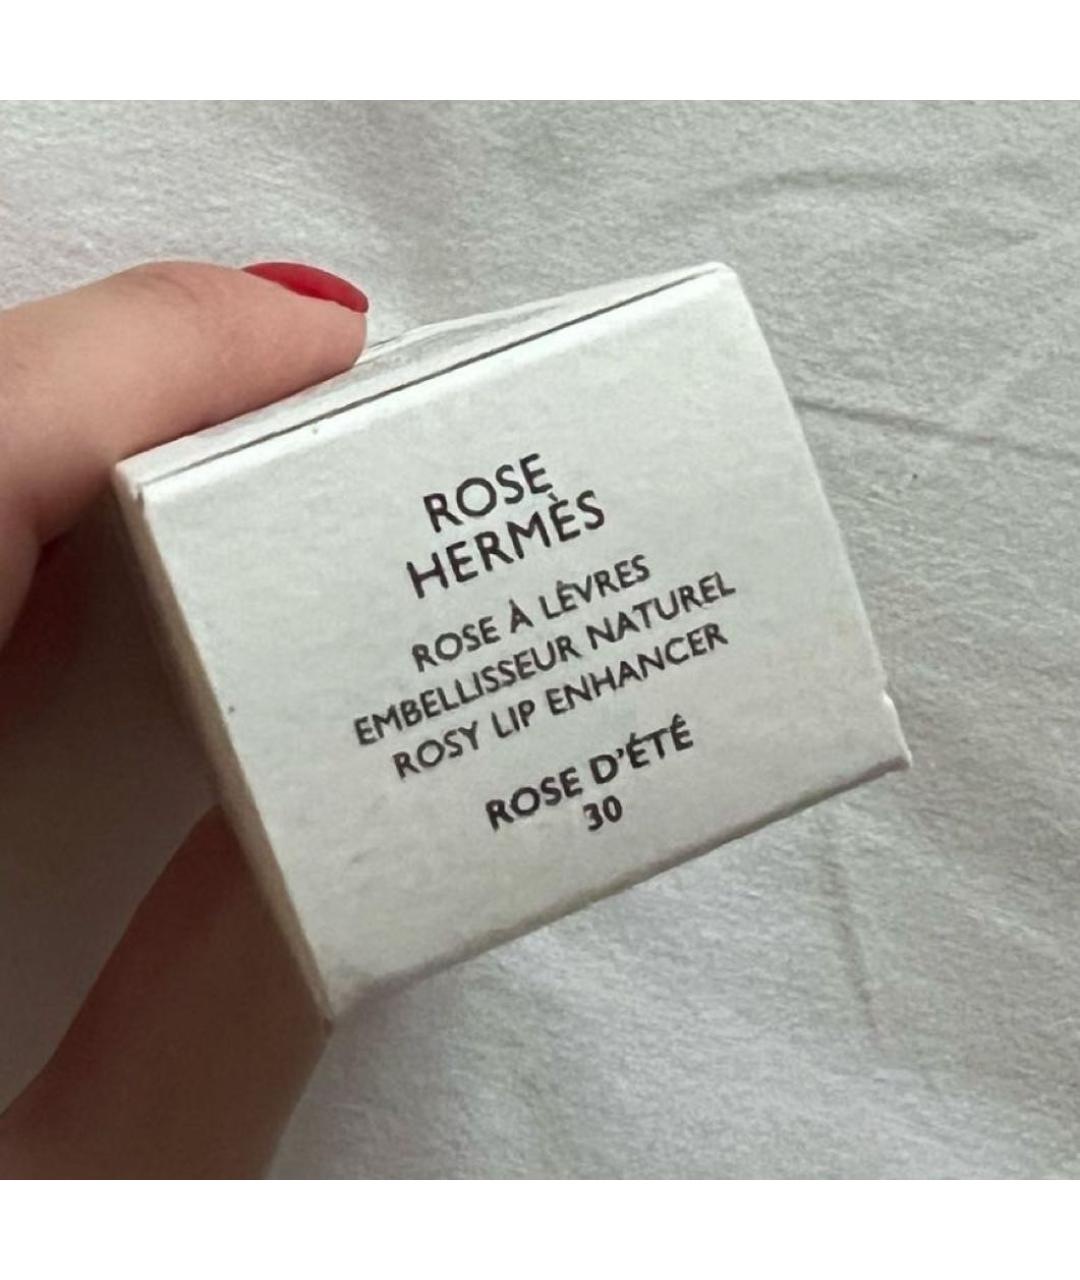 ROSE
HERMÈS
ROSE À LÈVRES
EMBELLISSEUR NATUREL
ROSY LIP ENHANCER
ROSE D'ÉTÉ
30